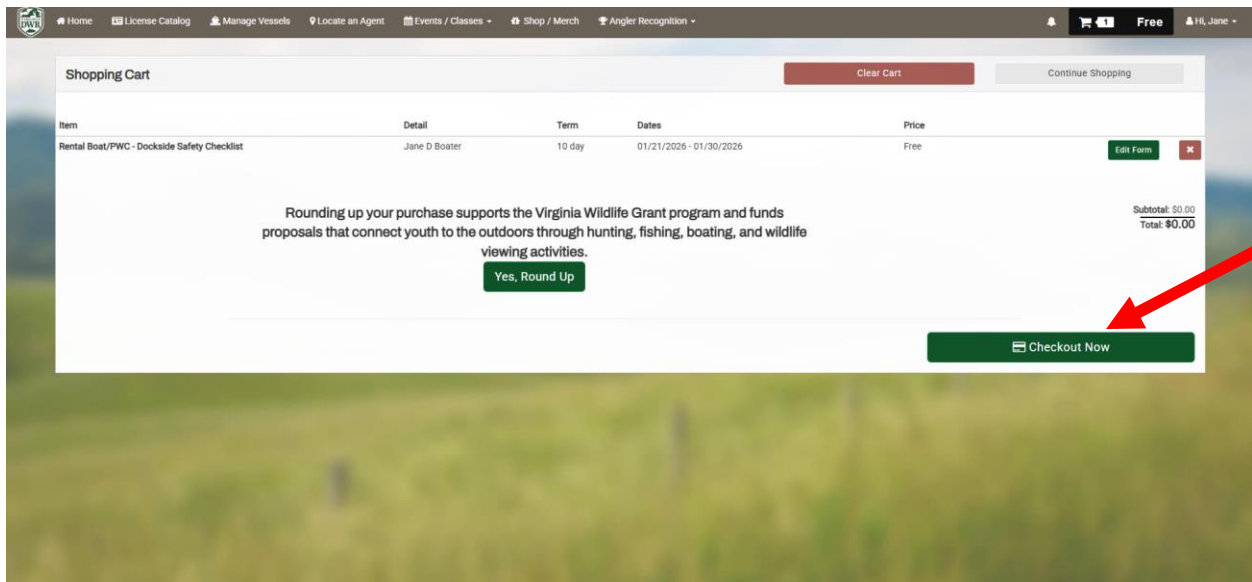 DWR
Home License Catalog Manage Vessels Locate an Agent Events / Classes Shop / Merch Angler Recognition 1 Free Hi, Jane
Shopping Cart Clear Cart Continue Shopping
Item Detail Term Dates Price
Rental Boat/PWC - Dockside Safety Checklist Jane D Boater 10 day 01/21/2026 - 01/30/2026 Free Edit Form
Rounding up your purchase supports the Virginia Wildlife Grant program and funds
proposals that connect youth to the outdoors through hunting, fishing, boating, and wildlife
viewing activities.
Yes, Round Up
Subtotal: $0.00
Total: $0.00
Checkout Now